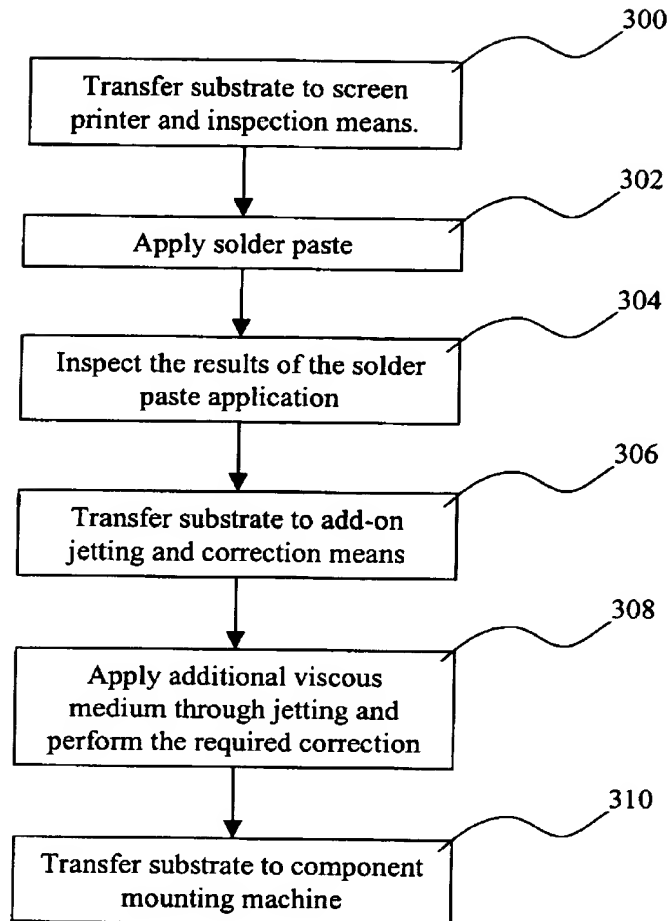 300
Transfer substrate to screen
printer and inspection means.
302
Apply solder paste
304
Inspect the results of the solder
paste application
306
Transfer substrate to add-on
jetting and correction means
308
Apply additional viscous
medium through jetting and
perform the required correction
310
Transfer substrate to component
mounting machine